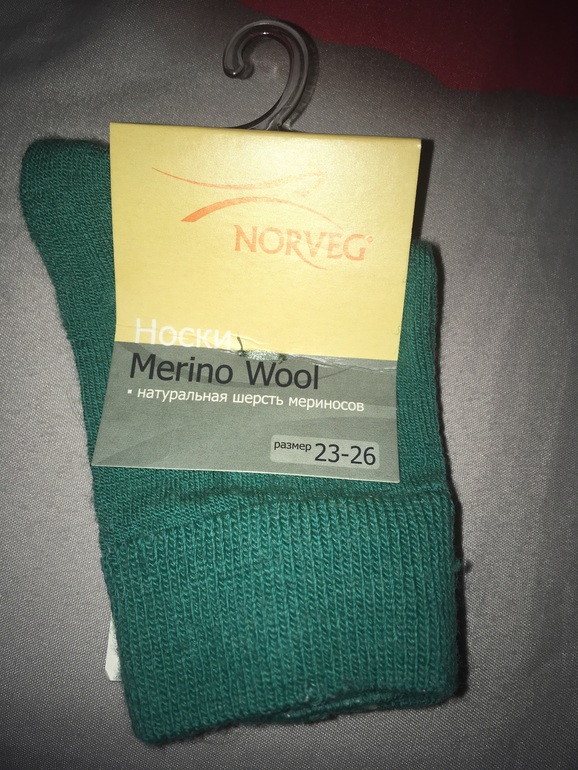 NORVEG®
Носки
Merino Wool
• натуральная шерсть мериносов
размер 23-26